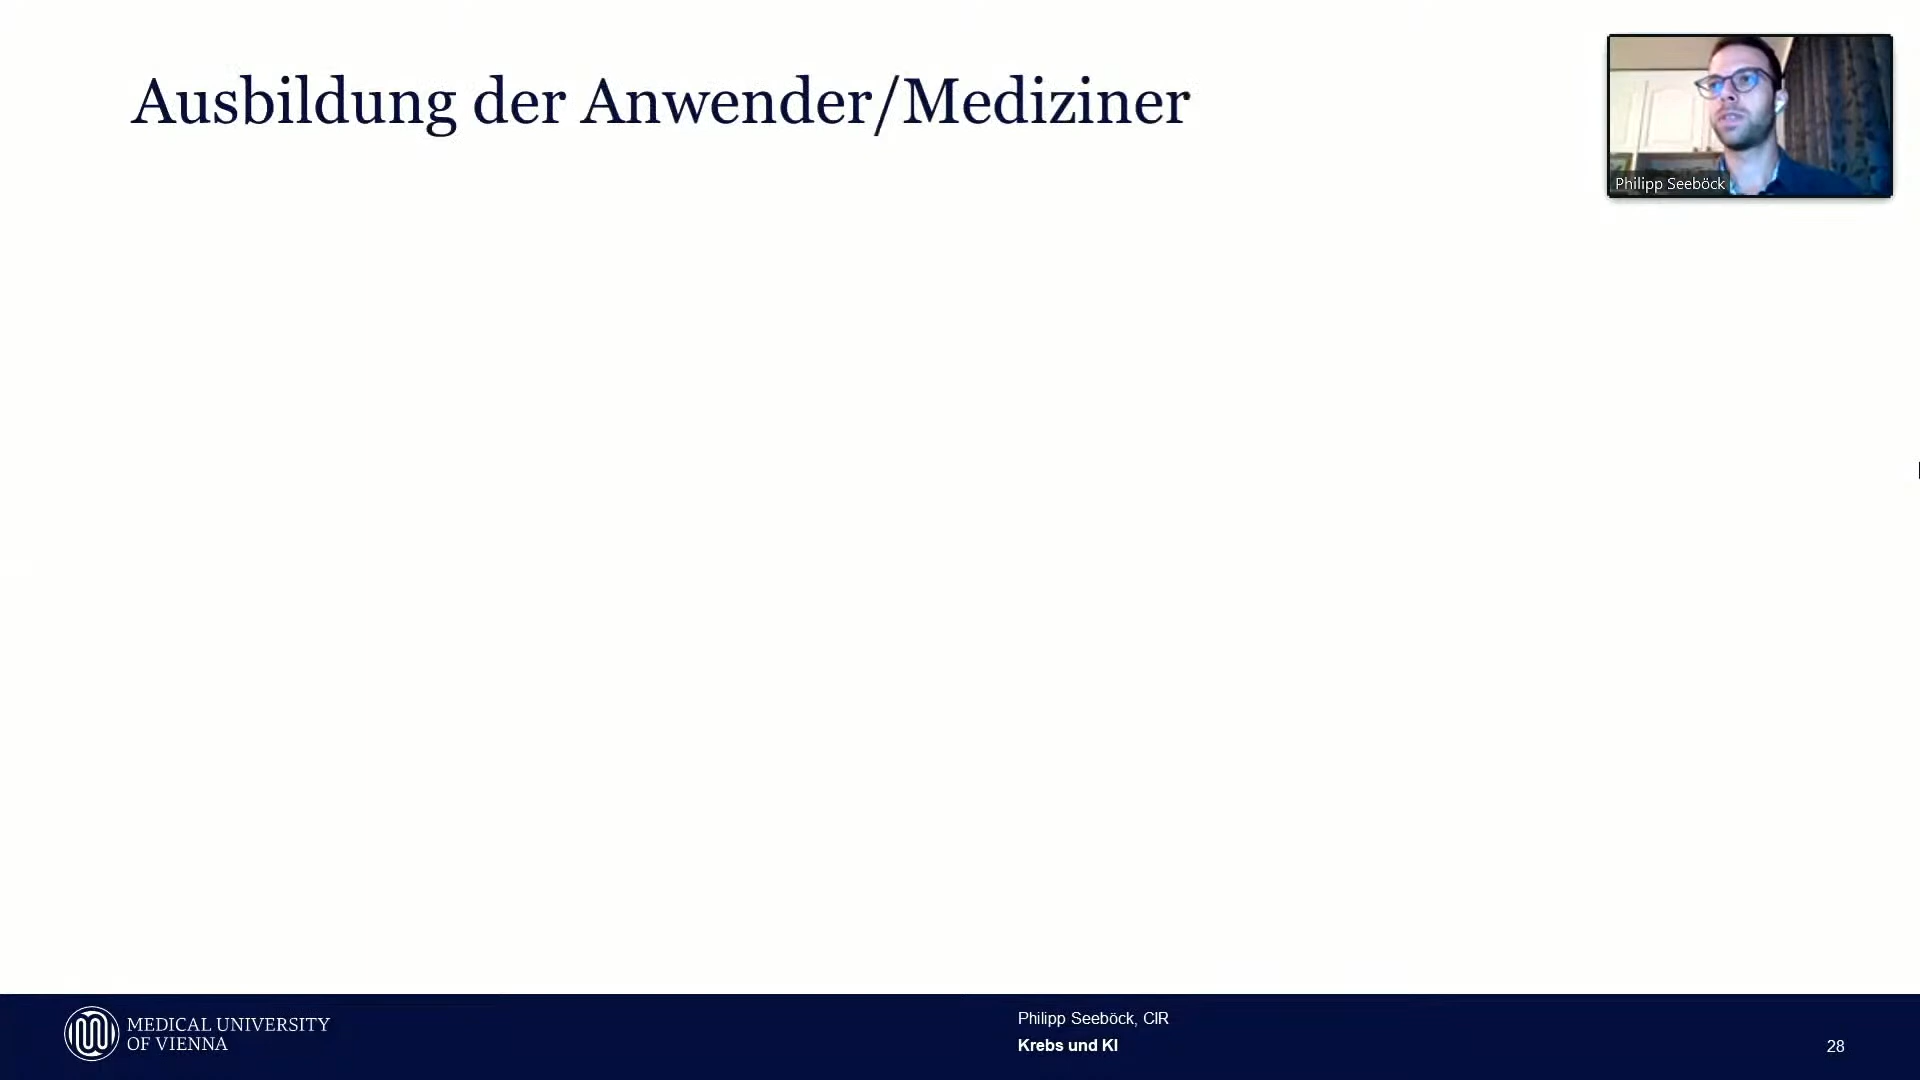 Ausbildung der Anwender/Mediziner
Philipp Seeböck
MEDICAL UNIVERSITY
OF VIENNA
Philipp Seeböck, CIR
Krebs und KI
28